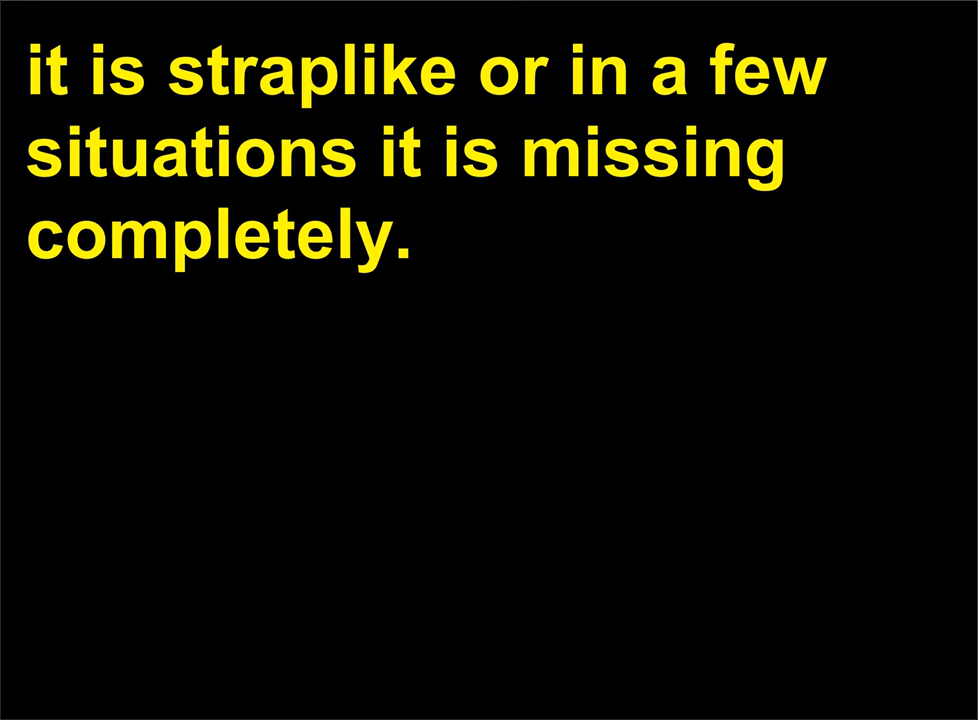 it is straplike or in a few
situations it is missing
completely.